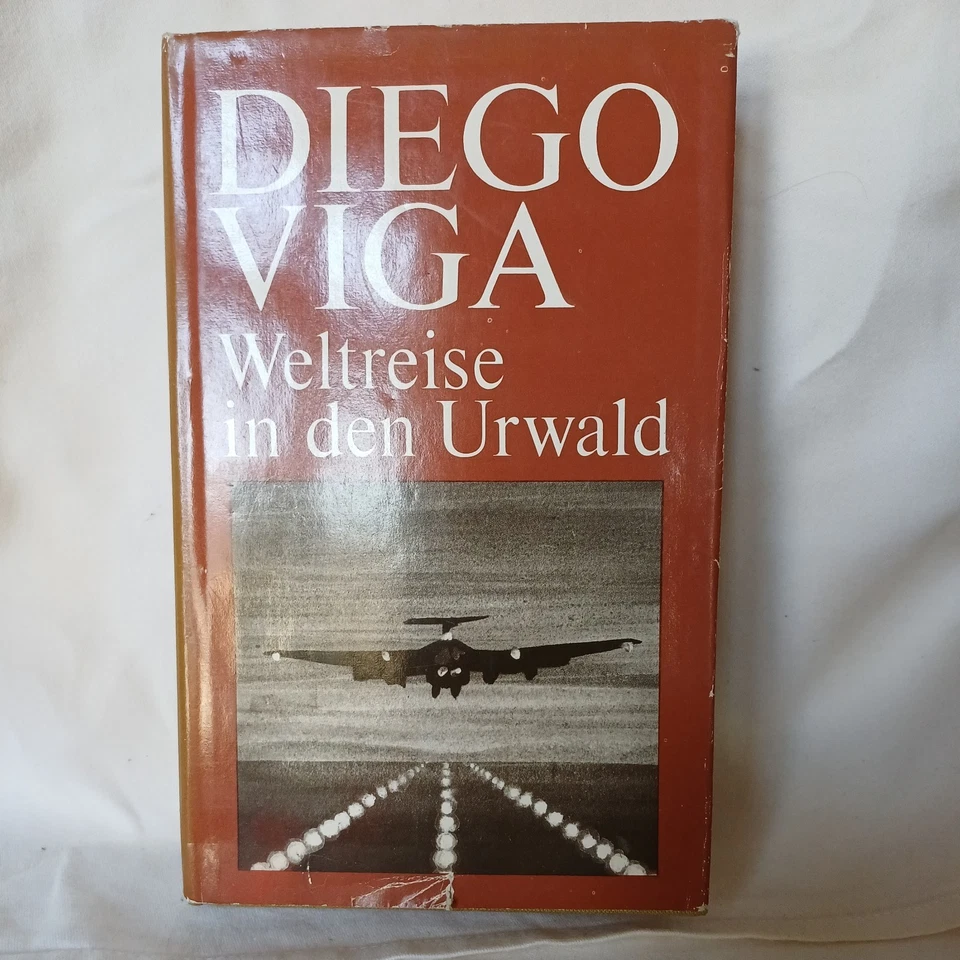 DIEGO
VIGA
Weltreise
in den Urwald